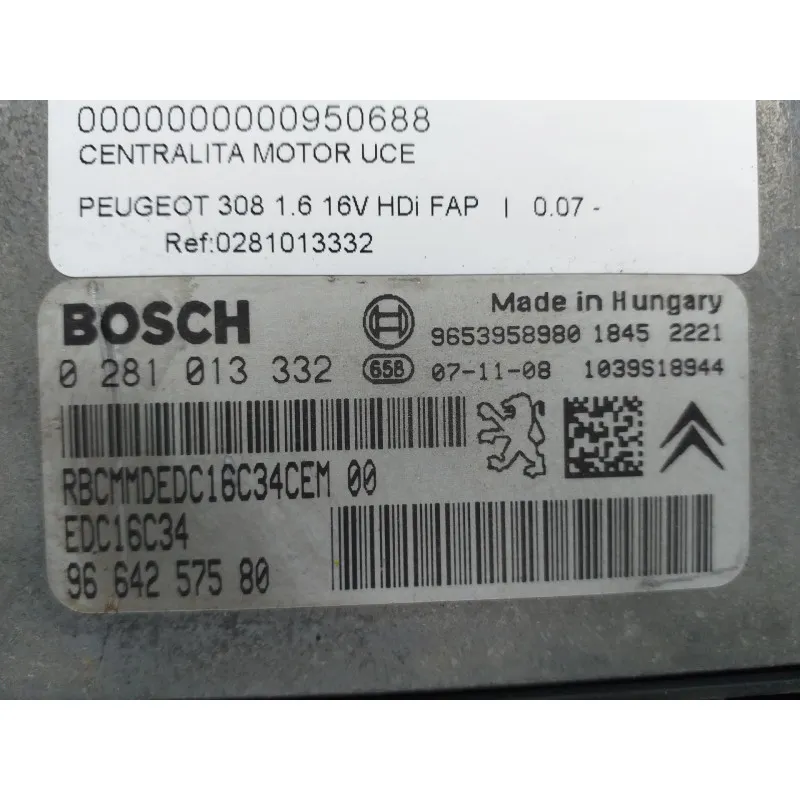 0000000000950688
CENTRALITA MOTOR UCE
PEUGEOT 308 1.6 16V HDi FAP | 0.07 -
Ref:0281013332
BOSCH
Made in Hungary
9653958980 1845 2221
0 281 013 332
658 07-11-08 1039S18944
RBCMMDEDC16C34CEM 00
EDC16C34
96 642 575 80